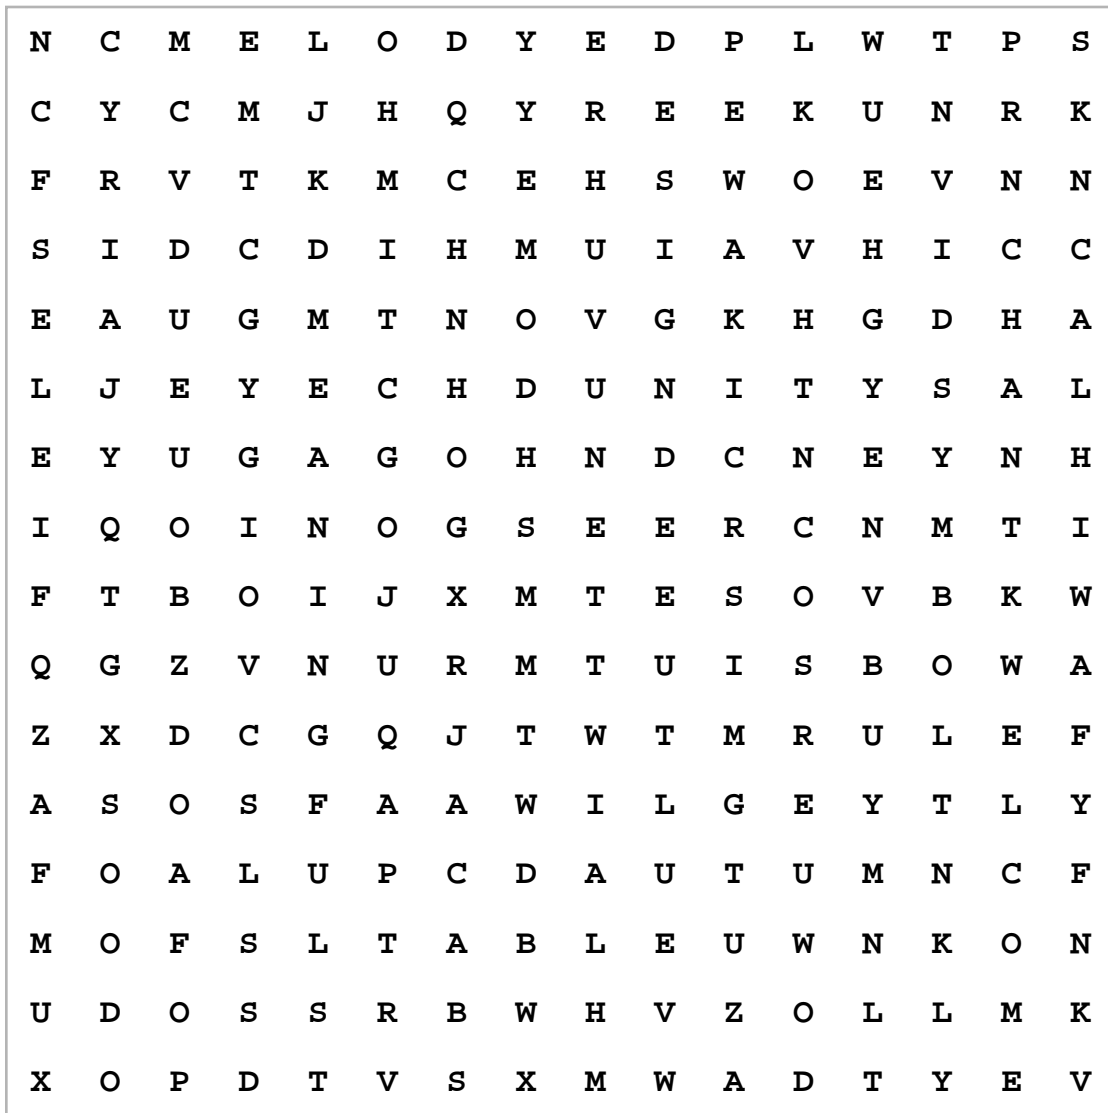 N C M E L O D Y E D P L W T P S
C Y C M J H Q Y R E E K U N R K
F R V T K M C E H S W O E V N N
S I D C D I H M U I A V H I C C
E A U G M T N O V G K H G D H A
L J E Y E C H D U N I T Y S A L
E Y U G A G O H N D C N E Y N H
I Q O I N O G S E E R C N M T I
F T B O I J X M T E S O V B K W
Q G Z V N U R M T U I S B O W A
Z X D C G Q J T W T M R U L E F
A S O S F A A W I L G E Y T L Y
F O A L U P C D A U T U M N C F
M O F S L T A B L E U W N K O N
U D O S S R B W H V Z O L L M K
X O P D T V S X M W A D T Y E V